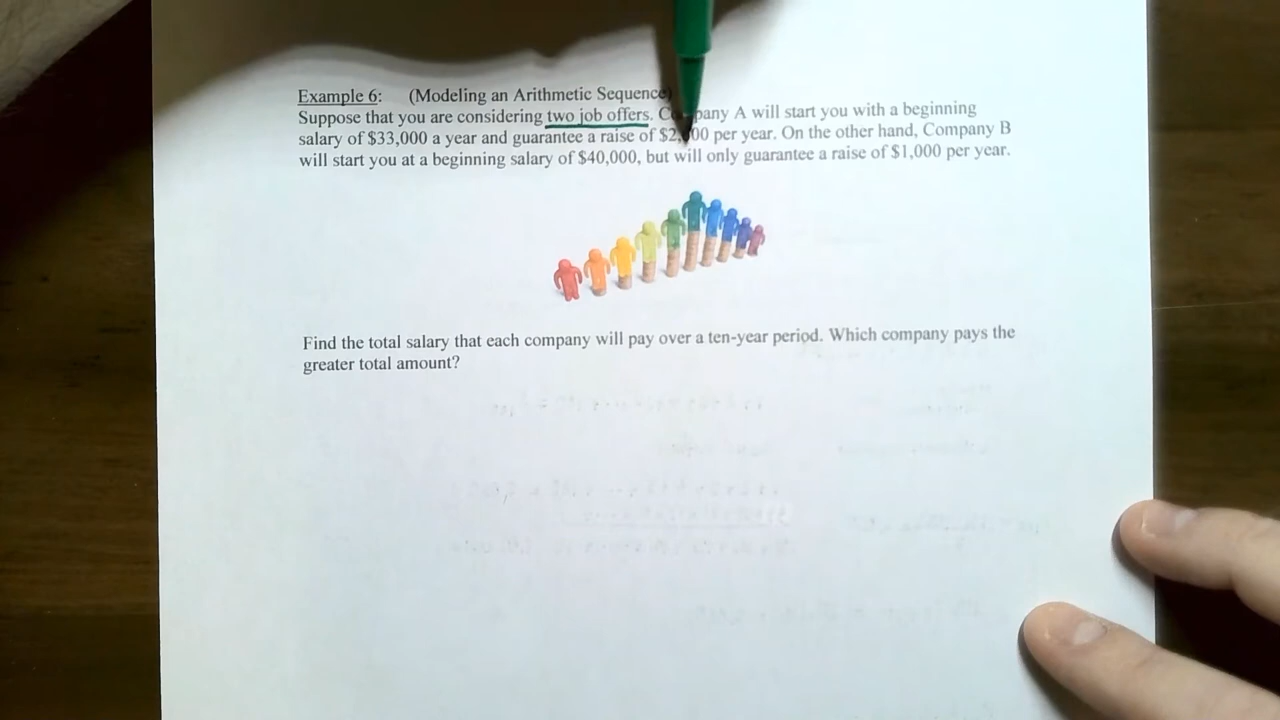 Example 6: (Modeling an Arithmetic Sequence)
Suppose that you are considering two job offers. Company A will start you with a beginning
salary of $33,000 a year and guarantee a raise of per year. On the other hand, Company B
will start you at a beginning salary of $40,000, but will only guarantee a raise of $1,000 per year.
Find the total salary that each company will pay over a ten-year period. Which company pays the
greater total amount?